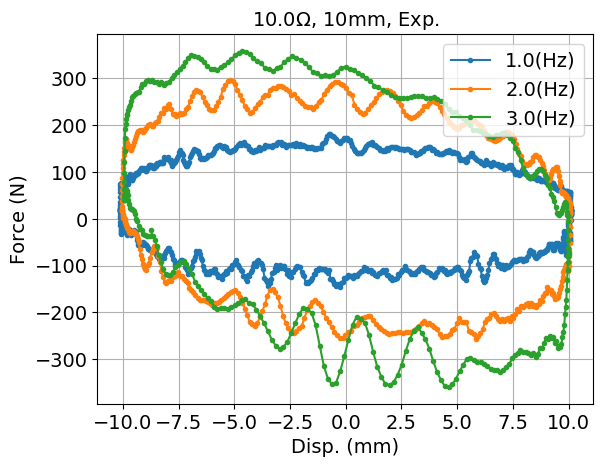 10.0Ω, 10mm, Exp.
1.0(Hz)
2.0(Hz)
3.0(Hz)
Force (N)
300
200
100
0
−100
−200
−300
−10.0 −7.5 −5.0 −2.5 0.0 2.5 5.0 7.5 10.0
Disp. (mm)